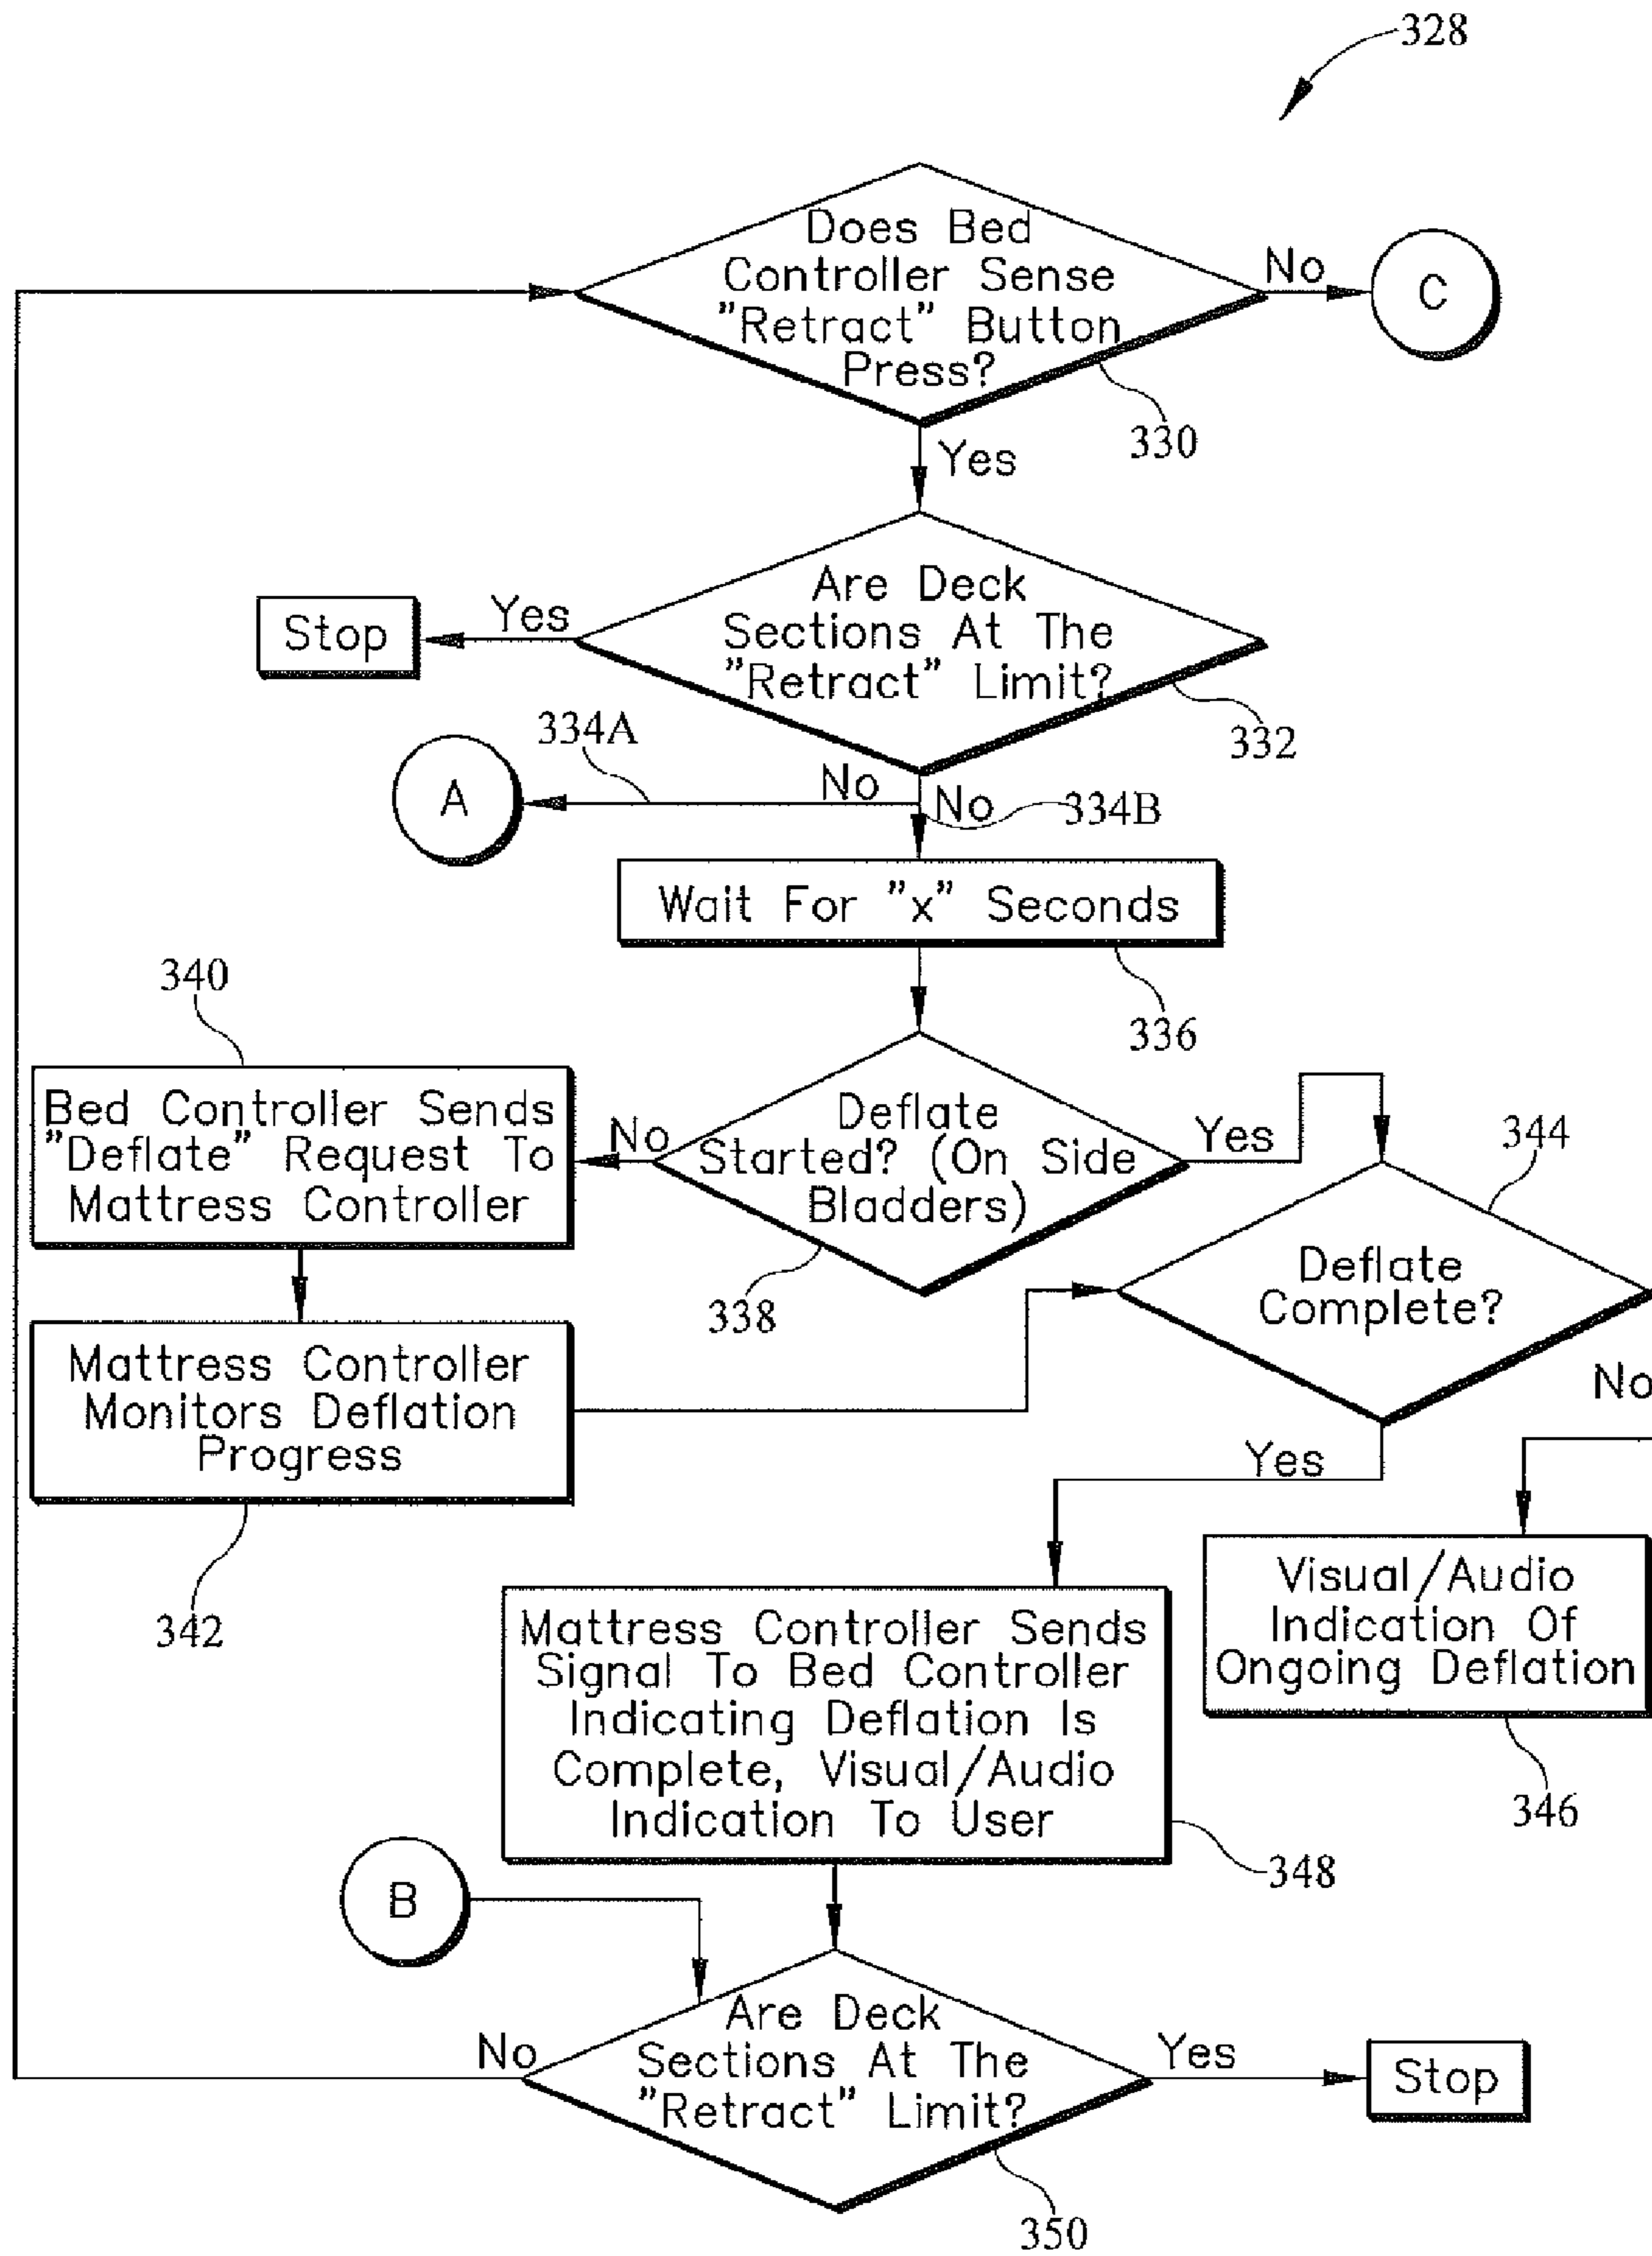 328
Does Bed
Controller Sense
"Retract" Button
Press?
No
C
330
Yes
Are Deck
Sections At The
"Retract" Limit?
Yes
Stop
332
334A
A
No
No
334B
Wait For "x" Seconds
336
340
Bed Controller Sends
"Deflate" Request To
Mattress Controller
No
Deflate
Started? (On Side
Bladders)
Yes
344
338
Deflate
Complete?
No
Mattress Controller
Monitors Deflation
Progress
342
Yes
Visual/Audio
Indication Of
Ongoing Deflation
346
Mattress Controller Sends
Signal To Bed Controller
Indicating Deflation Is
Complete, Visual/Audio
Indication To User
348
B
Are Deck
Sections At The
"Retract" Limit?
No
Yes
Stop
350